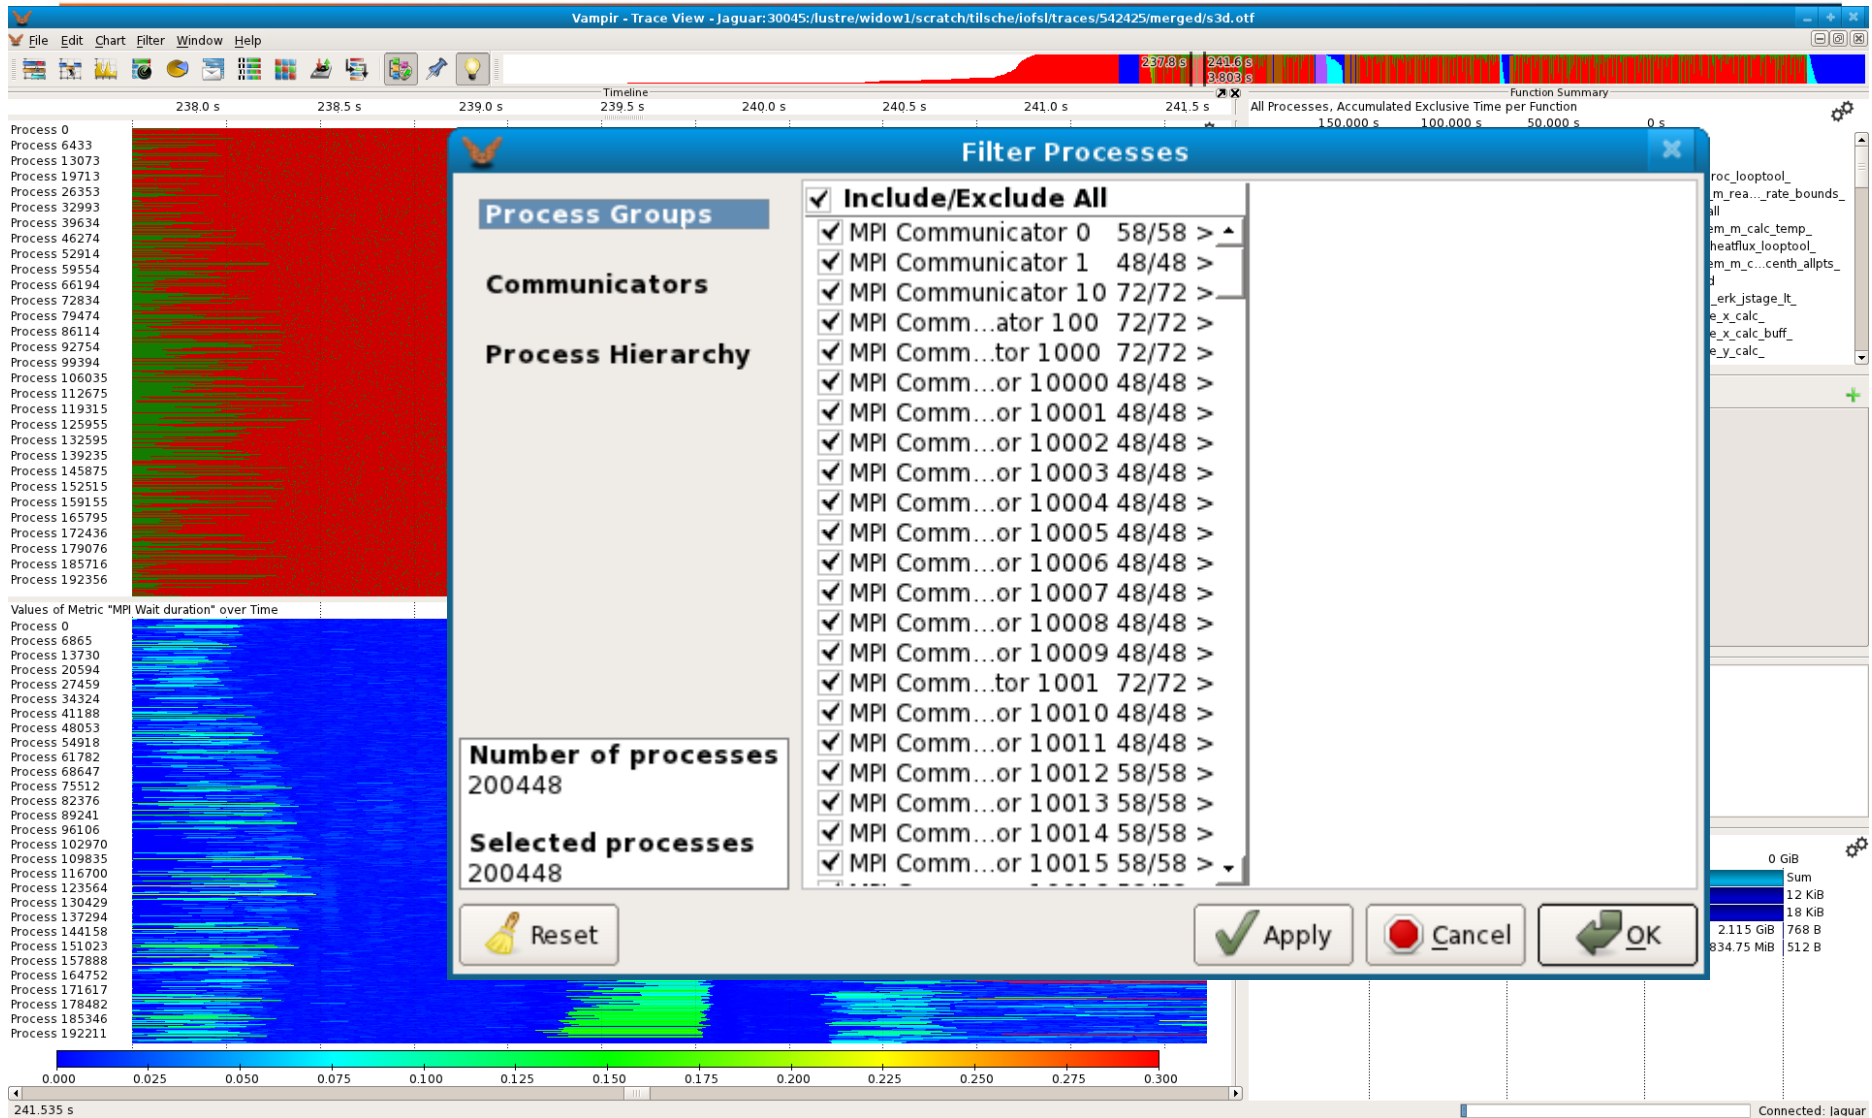 Vampir - Trace View - Jaguar:30045:/lustre/widow1/scratch/tilsche/iofsl/traces/542425/merged/s3d.otf
File Edit Chart Filter Window Help
237.8 s 241.6 s
3.803 s
Timeline
238.0 s 238.5 s 239.0 s 239.5 s 240.0 s 240.5 s 241.0 s 241.5 s
Process 0
Process 6433
Process 13073
Process 19713
Process 26353
Process 32993
Process 39634
Process 46274
Process 52914
Process 59554
Process 66194
Process 72834
Process 79474
Process 86114
Process 92754
Process 99394
Process 106035
Process 112675
Process 119315
Process 125955
Process 132595
Process 139235
Process 145875
Process 152515
Process 159155
Process 165795
Process 172436
Process 179076
Process 185716
Process 192356
Values of Metric "MPI Wait duration" over Time
Process 0
Process 6865
Process 13730
Process 20594
Process 27459
Process 34324
Process 41188
Process 48053
Process 54918
Process 61782
Process 68647
Process 75512
Process 82376
Process 89241
Process 96106
Process 102970
Process 109835
Process 116700
Process 123564
Process 130429
Process 137294
Process 144158
Process 151023
Process 157888
Process 164752
Process 171617
Process 178482
Process 185346
Process 192211
0.000 0.025 0.050 0.075 0.100 0.125 0.150 0.175 0.200 0.225 0.250 0.275 0.300
241.535 s
Filter Processes
Process Groups
Communicators
Process Hierarchy
Number of processes
200448
Selected processes
200448
Include/Exclude All
MPI Communicator 0 58/58 >
MPI Communicator 1 48/48 >
MPI Communicator 10 72/72 >
MPI Comm...ator 100 72/72 >
MPI Comm...tor 1000 72/72 >
MPI Comm...or 10000 48/48 >
MPI Comm...or 10001 48/48 >
MPI Comm...or 10002 48/48 >
MPI Comm...or 10003 48/48 >
MPI Comm...or 10004 48/48 >
MPI Comm...or 10005 48/48 >
MPI Comm...or 10006 48/48 >
MPI Comm...or 10007 48/48 >
MPI Comm...or 10008 48/48 >
MPI Comm...or 10009 48/48 >
MPI Comm...tor 1001 72/72 >
MPI Comm...or 10010 48/48 >
MPI Comm...or 10011 48/48 >
MPI Comm...or 10012 58/58 >
MPI Comm...or 10013 58/58 >
MPI Comm...or 10014 58/58 >
MPI Comm...or 10015 58/58 >
Reset Apply Cancel OK
Function Summary
All Processes, Accumulated Exclusive Time per Function
150,000 s 100,000 s 50,000 s 0 s
roc_looptool_
_m_rea..._rate_bounds_
all
em_m_calc_temp_
heatflux_looptool_
em_m_c...centh_allpts_
d
_erk_jstage_lt_
e_x_calc_
e_x_calc_buff_
e_y_calc_
0 GiB
Sum
12 KiB
18 KiB
2.115 GiB 768 B
834.75 MiB 512 B
Connected: Jaguar